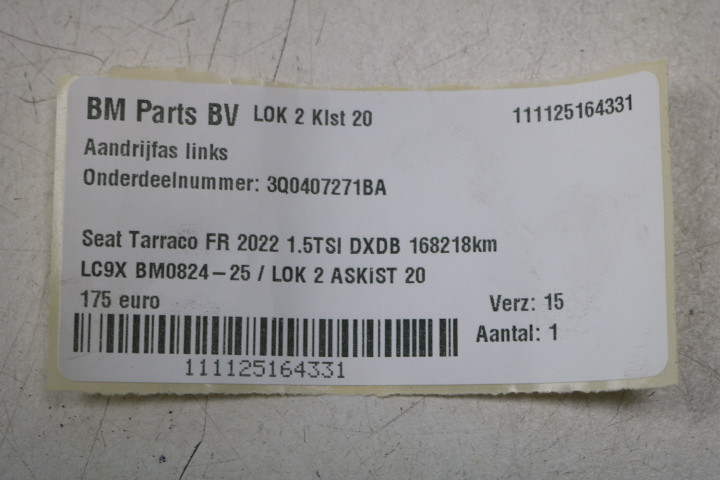 BM Parts BV LOK 2 Klst 20 111125164331
Aandrijfas links
Onderdeelnummer: 3Q0407271BA
Seat Tarraco FR 2022 1.5TSI DXDB 168218km
LC9X BM0824-25 / LOK 2 ASKiST 20
175 euro Verz: 15
Aantal: 1
111125164331